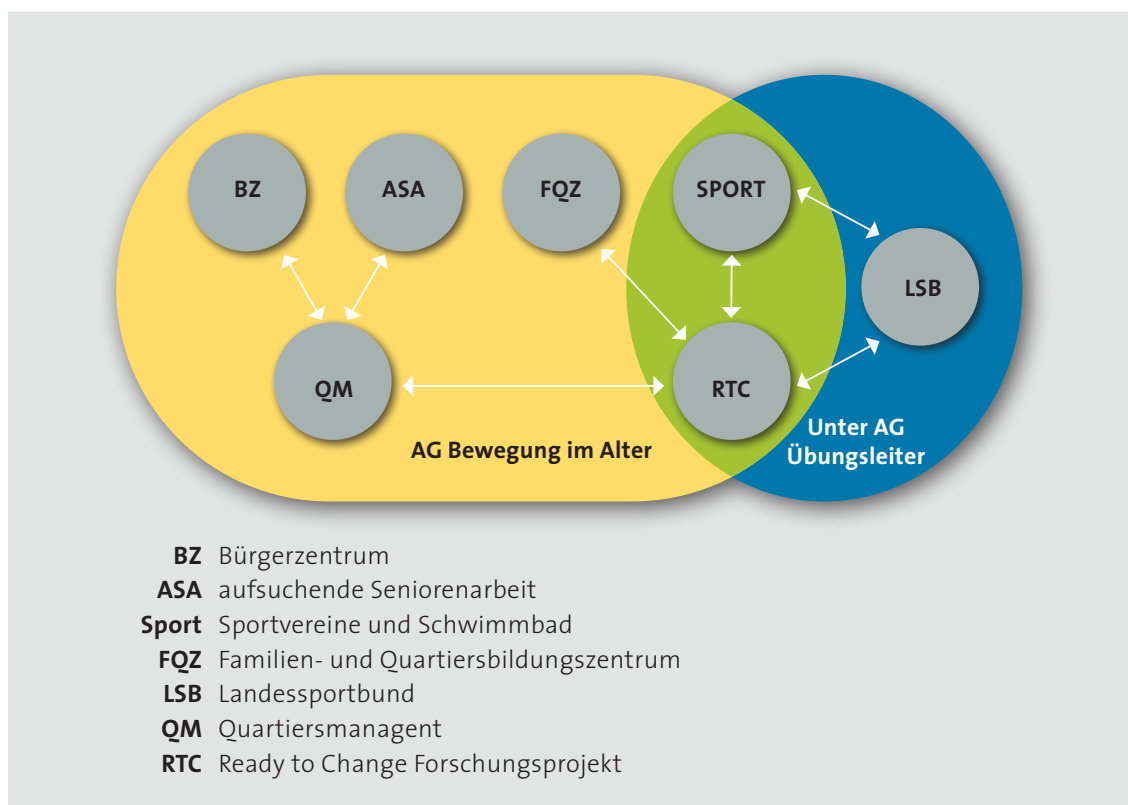 BZ
ASA
FQZ
SPORT
LSB
QM
RTC
AG Bewegung im Alter
Unter AG
Übungsleiter
BZ Bürgerzentrum
ASA aufsuchende Seniorenarbeit
Sport Sportvereine und Schwimmbad
FQZ Familien- und Quartiersbildungszentrum
LSB Landessportbund
QM Quartiersmanagent
RTC Ready to Change Forschungsprojekt